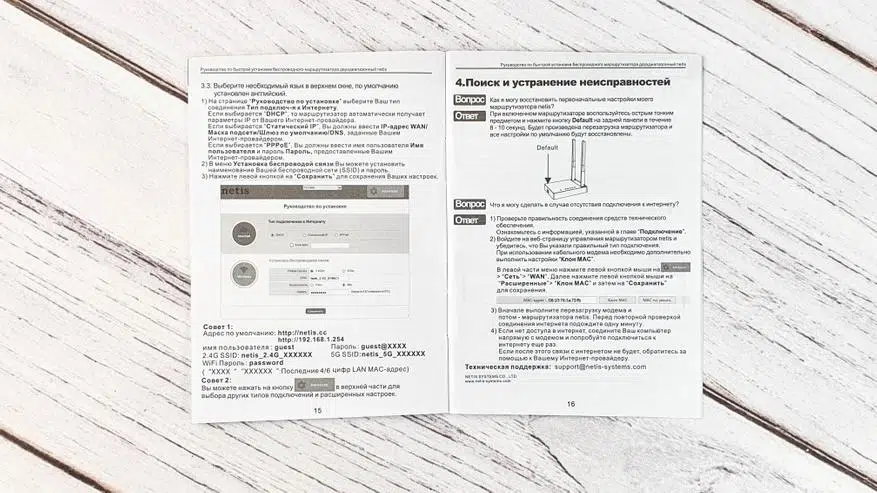 Руководство по быстрой установке беспроводного маршрутизатора двухдиапазонный netis
3.3. Выберите необходимый язык в верхнем окне, по умолчанию
установлен английский.
1) На странице "Руководство по установке" выберите Ваш тип
соединения Тип подключ-я к Интернету.
Если выбирается "DHCP", то маршрутизатор автоматически получает
параметры IP от Вашего Интернет-провайдера.
Если выбирается "Статический IP", Вы должны ввести IP-адрес WAN/
Маска подсети/Шлюз по умолчанию/DNS, заданные Вашим
Интернет-провайдером.
Если выбирается "PPPoE", Вы должны ввести имя пользователя Имя
пользователя и пароль Пароль, предоставленные Вашим
Интернет-провайдером.
2) В меню Установка беспроводой связи Вы можете установить
наименование Вашей беспроводной сети (SSID) и пароль.
3) Нажмите левой кнопкой на "Сохранить" для сохранения Ваших настроек.
netis
Руководство по установке
Тип подключения к Интернету
DHCP
Установка беспроводной связи
Совет 1:
Адрес по умолчанию: http://netis.cc
http://192.168.1.254
имя пользователя : guest Пароль: guest@XXXX
2.4G SSID: netis_2.4G_XXXXXX 5G SSID: netis_5G_XXXXXX
WiFi Пароль: password
( "XXXX " "XXXXXX ":Последние 4/6 цифр LAN MAC-адрес)
Совет 2:
Вы можете нажать на кнопку в верхней части для
выбора других типов подключений и расширенных настроек.
15
Руководство по быстрой установке беспроводного маршрутизатора двухдиапазонный netis
4.Поиск и устранение неисправностей
Вопрос Как я могу восстановить первоначальные настройки моего
маршрутизатора netis?
Ответ При включенном маршрутизаторе воспользуйтесь острым тонким
предметом и нажмите кнопку Default на задней панели в течение
8 - 10 секунд. Будет произведена перезагрузка маршрутизатора и
все настройки по умолчанию будут восстановлены.
Default
Вопрос Что я могу сделать в случае отсутствия подключения к интернету?
Ответ 1) Проверьте правильность соединения средств технического
обеспечения.
Ознакомьтесь с информацией, указанной в главе "Подключение".
2) Войдите на веб-страницу управления маршрутизатором netis и
убедитесь, что Вы указали правильный тип подключения.
При использовании кабельного модема необходимо дополнительно
выполнить настройки "Клон MAC".
В левой части меню нажмите левой кнопкой мыши на
> "Сеть"> "WAN". Далее нажмите левой кнопкой мыши на
"Расширенные"> "Клон MAC" и затем на "Сохранить"
для сохранения.
MAC-адрес Клон MAC
3) Вначале выполните перезагрузку модема и
потом - маршрутизатора netis. Перед повторной проверкой
соединения интернета подождите одну минуту.
4) Если нет доступа в интернет, соедините Ваш компьютер
напрямую с модемом и попробуйте подключиться к
интернету еще раз.
Если после этого связи с интернетом не будет, обратитесь за
помощью к Вашему Интернет-провайдеру.
Техническая поддержка: support@netis-systems.com
NETIS SYSTEMS CO., LTD.
www.netis-systems.com
16